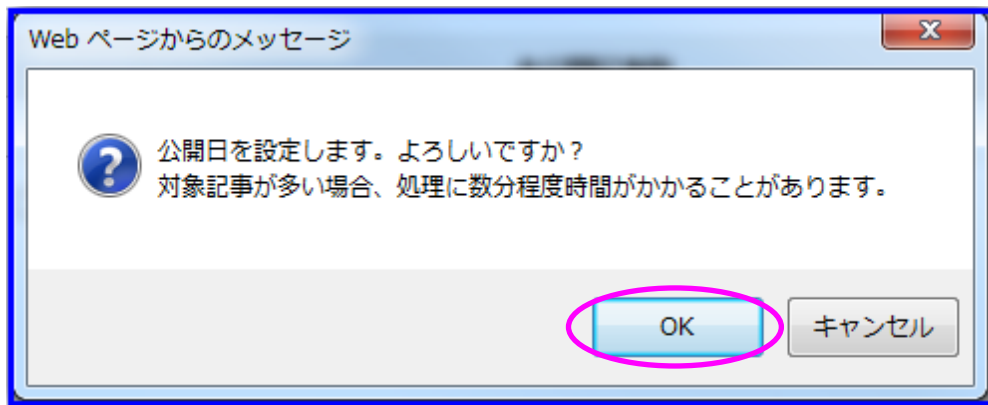 Web ページからのメッセージ
公開日を設定します。よろしいですか？
対象記事が多い場合、処理に数分程度時間がかかることがあります。
OK
キャンセル